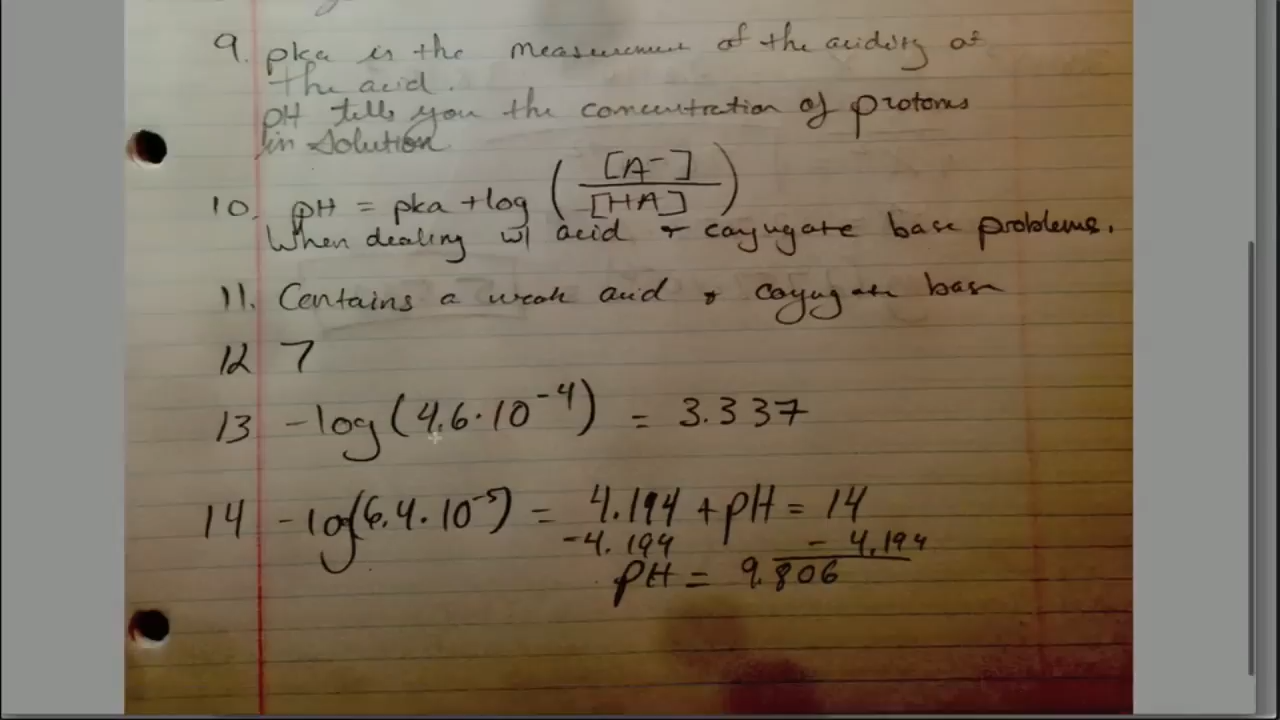 9. pka is the measurement of the acidity of
the acid.
pH tells you the concentration of protons
in solution
10. pH = pka + log ([A-]/[HA])
When dealing w/ acid & conjugate base problems.
11. Contains a weak acid & conjugate base
12 7
13 -log(4.6·10⁻⁴) = 3.337
14 -log(6.4·10⁻⁵) = 4.194 + pH = 14
-4.194 - 4.194
pH = 9.806